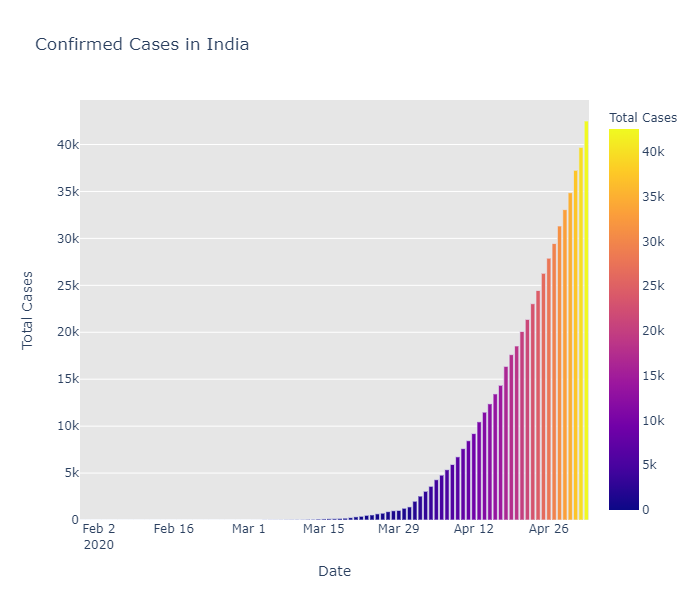 Confirmed Cases in India
Total Cases
40k
35k
30k
25k
20k
15k
10k
5k
0
Total Cases
40k
35k
30k
25k
20k
15k
10k
5k
0
Feb 2
2020
Feb 16
Mar 1
Mar 15
Mar 29
Apr 12
Apr 26
Date